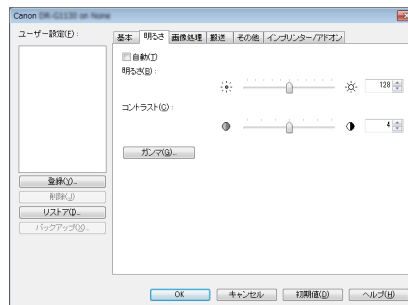 Canon DR-G1130 on None
ユーザー設定(F):
登録(Y)...
削除(J)
リストア(I)...
バックアップ(X)...
基本 明るさ 画像処理 搬送 その他 インプリンター/アドオン
自動(T)
明るさ(B):
128
コントラスト(C):
4
ガンマ(G)...
OK キャンセル 初期値(D) ヘルプ(H)